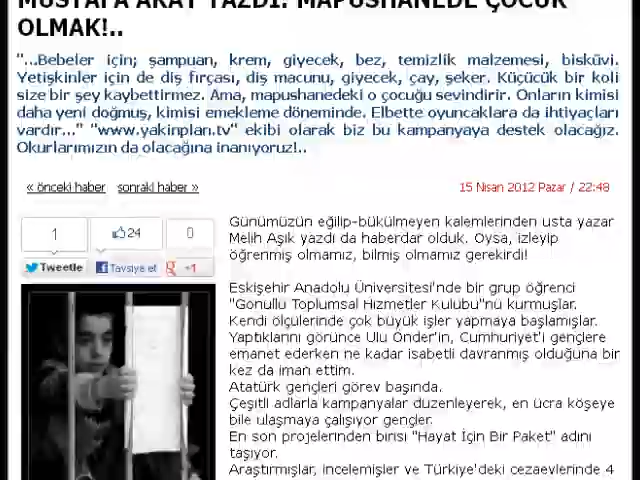 MUSTAFA AKAY YAZDI: MAPUSHANEDE ÇOCUK
OLMAK!..
"...Bebeler için; şampuan, krem, giyecek, bez, temizlik malzemesi, bisküvi.
Yetişkinler için de diş fırçası, diş macunu, giyecek, çay, şeker. Küçücük bir koli
size bir şey kaybettirmez. Ama, mapushanedeki o çocuğu sevindirir. Onların kimisi
daha yeni doğmuş, kimisi emekleme döneminde. Elbette oyuncaklara da ihtiyaçları
vardır..." "www.yakinplan.tv" ekibi olarak biz bu kampanyaya destek olacağız.
Okurlarımızın da olacağına inanıyoruz!..
« önceki haber sonraki haber »
15 Nisan 2012 Pazar / 22:48
1 24 0
Tweetle Tavsiye et +1
Günümüzün eğilip-bükülmeyen kalemlerinden usta yazar
Melih Aşık yazdı da haberdar olduk. Oysa, izleyip
öğrenmiş olmamız, bilmiş olmamız gerekirdi!
Eskişehir Anadolu Üniversitesi'nde bir grup öğrenci
"Gönüllü Toplumsal Hizmetler Kulübü"nü kurmuşlar.
Kendi ölçülerinde çok büyük işler yapmaya başlamışlar.
Yaptıklarını görünce Ulu Önder'in, Cumhuriyet'i gençlere
emanet ederken ne kadar isabetli davranmış olduğuna bir
kez da iman ettim.
Atatürk gençleri görev başında.
Çeşitli adlarla kampanyalar düzenleyerek, en ücra köşeye
bile ulaşmaya çalışıyor gençler.
En son projelerinden birisi "Hayat İçin Bir Paket" adını
taşıyor.
Araştırmışlar, incelemişler ve Türkiye'deki cezaevlerinde 4